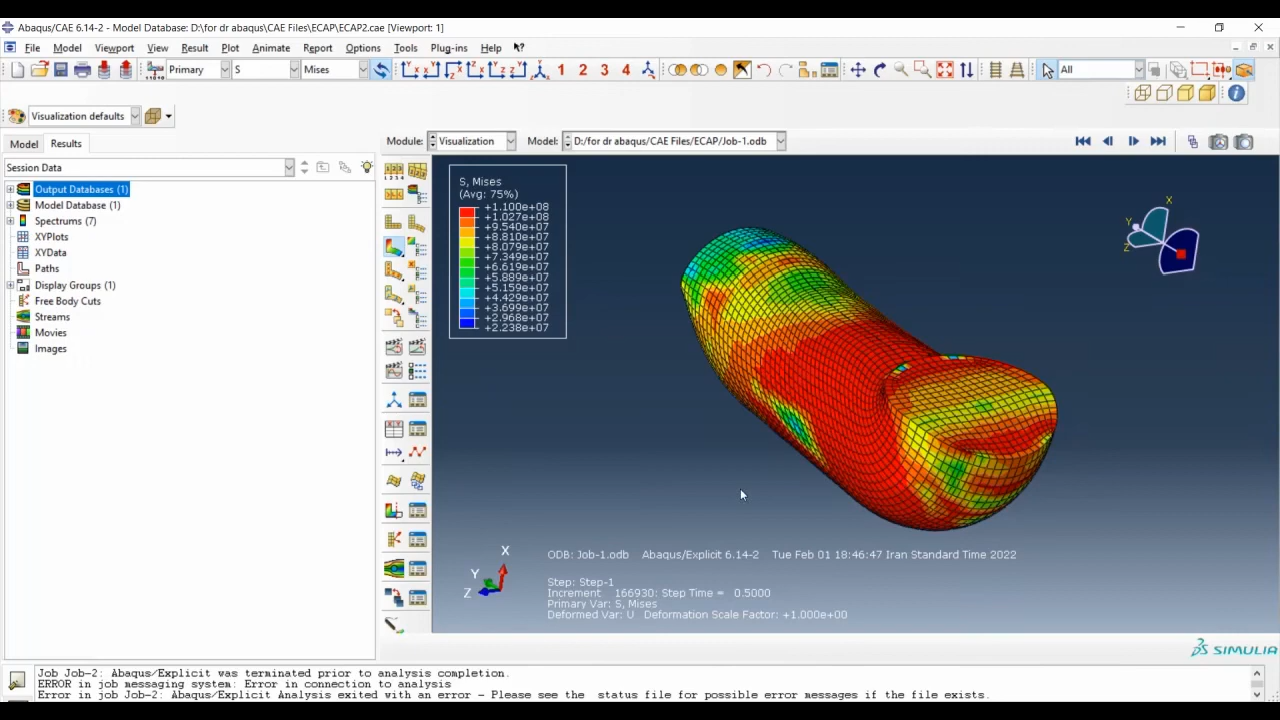 Abaqus/CAE 6.14-2 - Model Database: D:\for dr abaqus\CAE Files\ECAP\ECAP2.cae [Viewport: 1]
File Model Viewport View Result Plot Animate Report Options Tools Plug-ins Help
Primary S Mises 1 2 3 4 All
Visualization defaults
Model Results
Module: Visualization Model: D:/for dr abaqus/CAE Files/ECAP/Job-1.odb
Session Data
Output Databases (1)
Model Database (1)
Spectrums (7)
XYPlots
XYData
Paths
Display Groups (1)
Free Body Cuts
Streams
Movies
Images
S, Mises
(Avg: 75%)
+1.100e+08
+1.027e+08
+9.540e+07
+8.810e+07
+8.079e+07
+7.349e+07
+6.619e+07
+5.889e+07
+5.159e+07
+4.429e+07
+3.699e+07
+2.968e+07
+2.238e+07
X
Y
X
Y
Z
ODB: Job-1.odb Abaqus/Explicit 6.14-2 Tue Feb 01 18:46:47 Iran Standard Time 2022
Step: Step-1
Increment 166930: Step Time = 0.5000
Primary Var: S, Mises
Deformed Var: U Deformation Scale Factor: +1.000e+00
SIMULIA
Job Job-2: Abaqus/Explicit was terminated prior to analysis completion.
ERROR in job messaging system: Error in connection to analysis
Error in job Job-2: Abaqus/Explicit Analysis exited with an error - Please see the status file for possible error messages if the file exists.